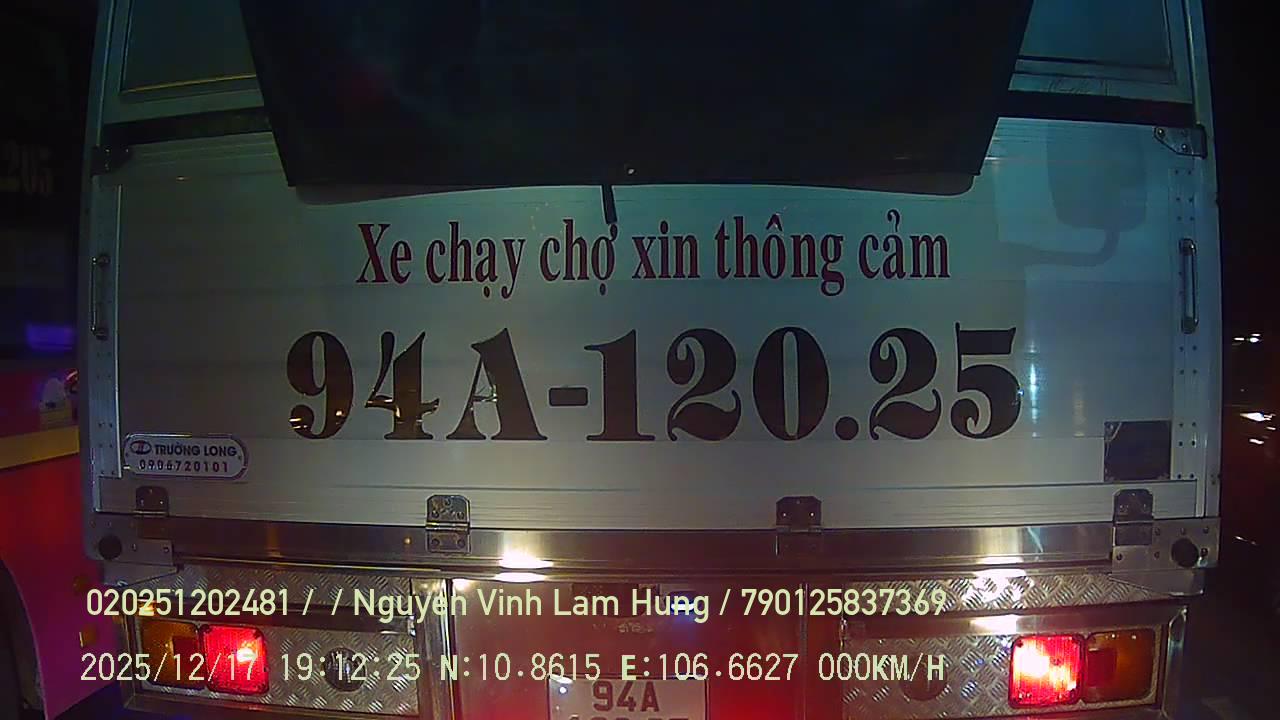 205
Xe chạy chợ xin thông cảm
94A-120.25
TRƯỜNG LONG
0906720101
020251202481 /  / Nguyen Vinh Lam Hung / 790125837369
2025/12/17 19:12:25 N:10.8615 E:106.6627 000KM/H
94A